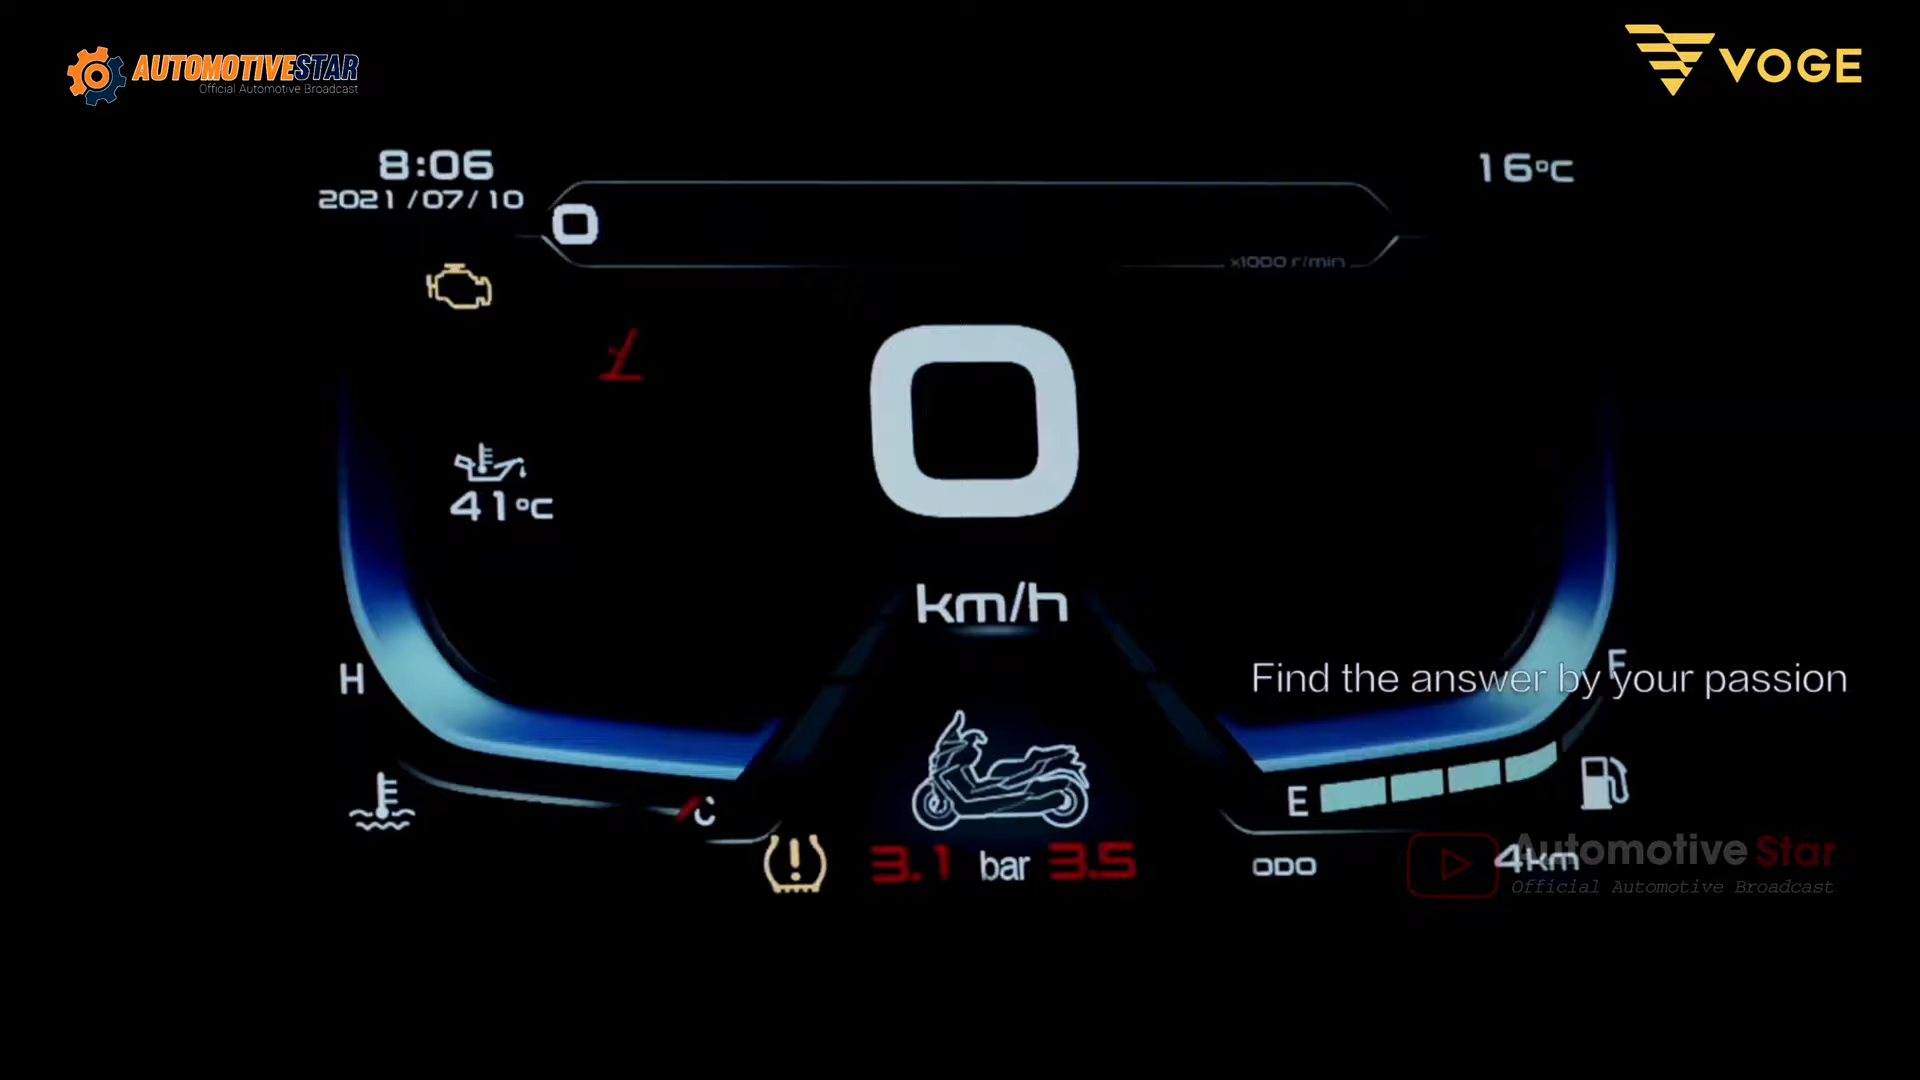 AUTOMOTIVESTAR
Official Automotive Broadcast
VOGE
8:06
2021/07/10
16°C
0
x1000 r/min
0
41°C
km/h
H
F
Find the answer by your passion
C
E
3.1 bar 3.5
ODO
4km
Automotive Star
Official Automotive Broadcast